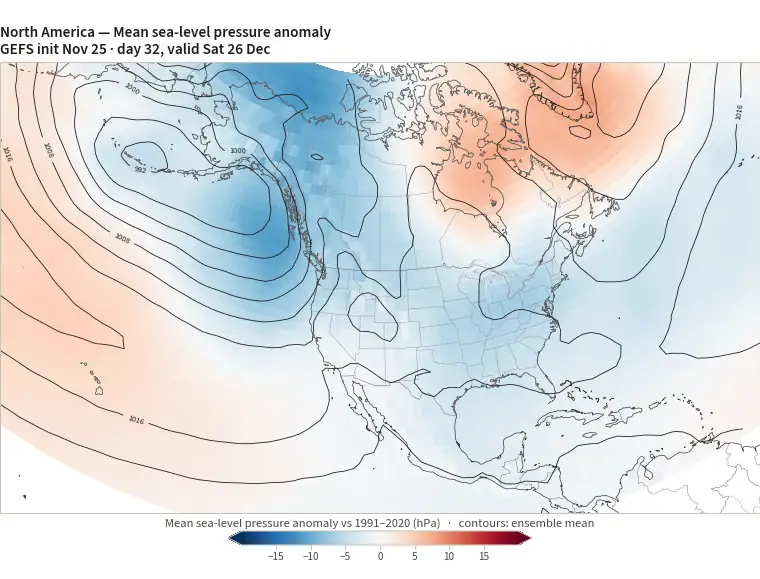 North America — Mean sea-level pressure anomaly
GEFS init Nov 25 · day 32, valid Sat 26 Dec
1000
1016
1008
1016
1000
992
1008
1016
Mean sea-level pressure anomaly vs 1991–2020 (hPa) · contours: ensemble mean
−15 −10 −5 0 5 10 15